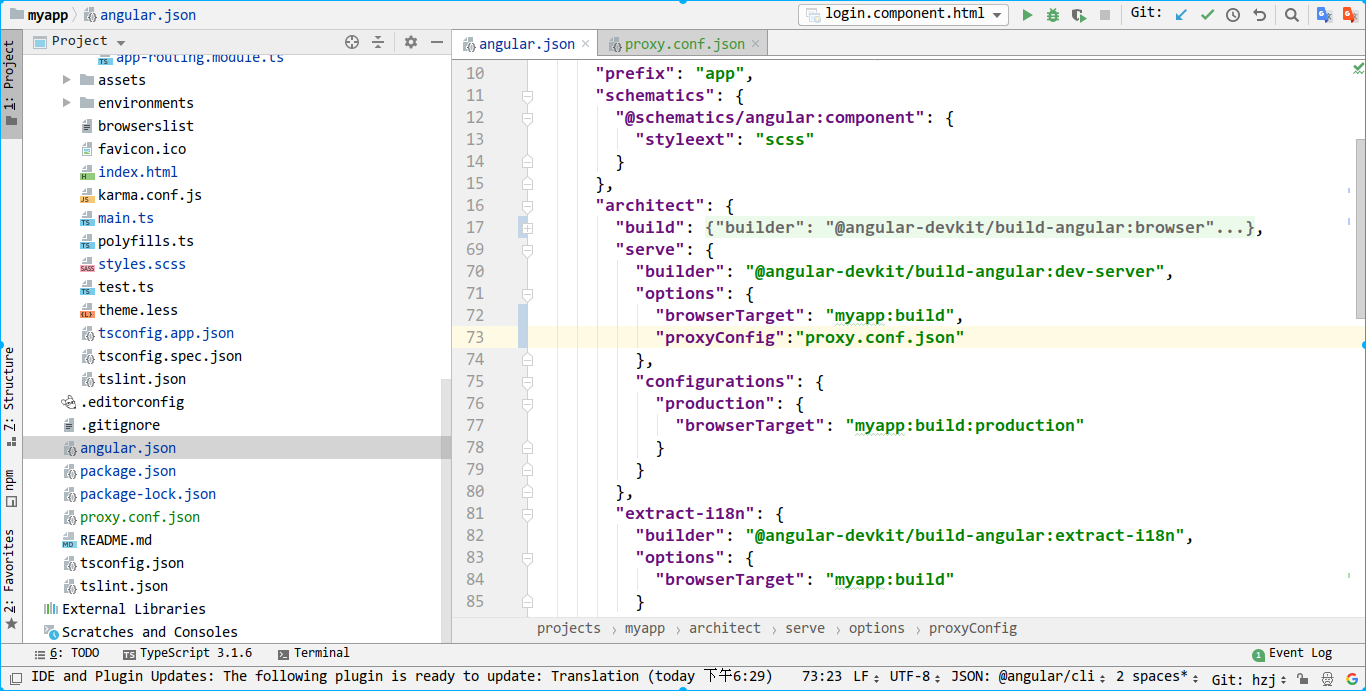 myapp angular.json login.component.html Git:
1: Project
Project
app-routing.module.ts
assets
environments
browserslist
favicon.ico
index.html
karma.conf.js
main.ts
polyfills.ts
styles.scss
test.ts
theme.less
tsconfig.app.json
tsconfig.spec.json
tslint.json
.editorconfig
.gitignore
angular.json
package.json
package-lock.json
proxy.conf.json
README.md
tsconfig.json
tslint.json
External Libraries
Scratches and Consoles
7: Structure
npm
2: Favorites
angular.json × proxy.conf.json ×
10 "prefix": "app",
11 "schematics": {
12 "@schematics/angular:component": {
13 "styleext": "scss"
14 }
15 },
16 "architect": {
17 "build": {"builder": "@angular-devkit/build-angular:browser"...},
69 "serve": {
70 "builder": "@angular-devkit/build-angular:dev-server",
71 "options": {
72 "browserTarget": "myapp:build",
73 "proxyConfig":"proxy.conf.json"
74 },
75 "configurations": {
76 "production": {
77 "browserTarget": "myapp:build:production"
78 }
79 }
80 },
81 "extract-i18n": {
82 "builder": "@angular-devkit/build-angular:extract-i18n",
83 "options": {
84 "browserTarget": "myapp:build"
85 }
projects › myapp › architect › serve › options › proxyConfig
6: TODO TypeScript 3.1.6 Terminal 1 Event Log
IDE and Plugin Updates: The following plugin is ready to update: Translation (today 下午6:29) 73:23 LF UTF-8 JSON: @angular/cli 2 spaces* Git: hzj